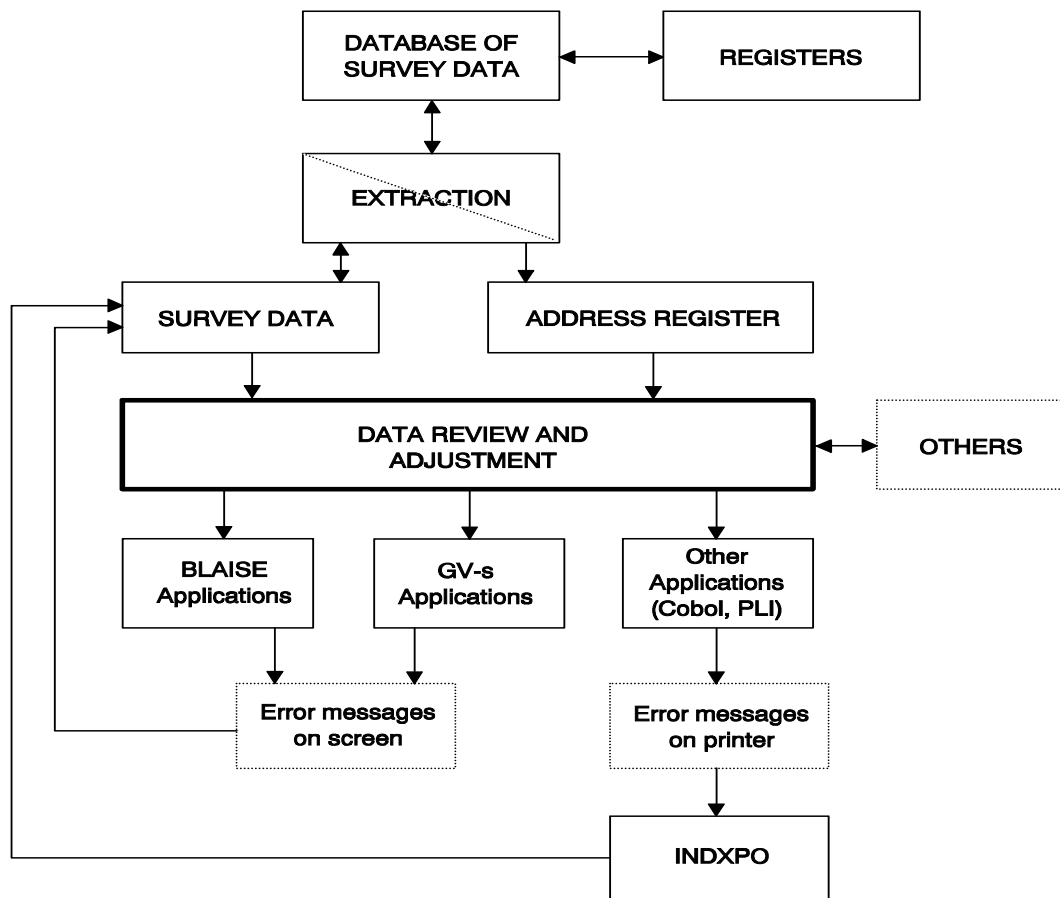 DATABASE OF
SURVEY DATA
REGISTERS
EXTRACTION
SURVEY DATA
ADDRESS REGISTER
DATA REVIEW AND
ADJUSTMENT
OTHERS
BLAISE
Applications
GV-s
Applications
Other
Applications
(Cobol, PLI)
Error messages
on screen
Error messages
on printer
INDXPO